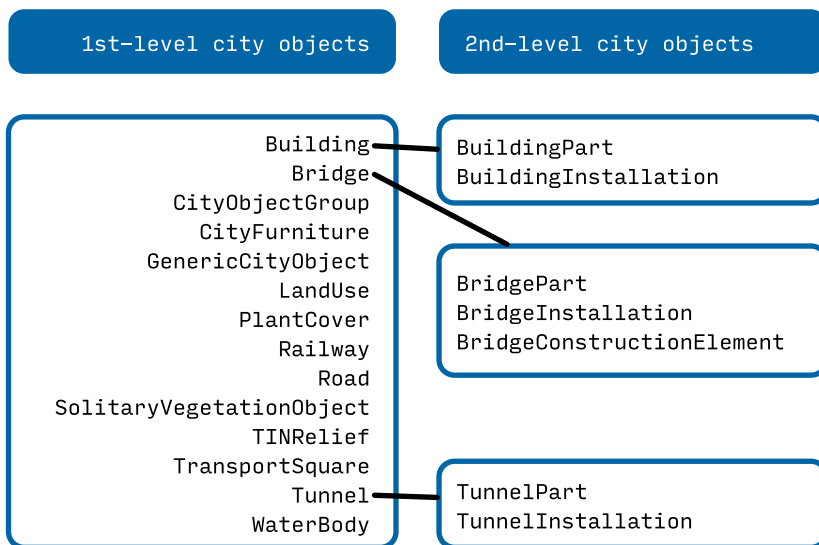 1st-level city objects
2nd-level city objects
Building
Bridge
CityObjectGroup
CityFurniture
GenericCityObject
LandUse
PlantCover
Railway
Road
SolitaryVegetationObject
TINRelief
TransportSquare
Tunnel
WaterBody
BuildingPart
BuildingInstallation
BridgePart
BridgeInstallation
BridgeConstructionElement
TunnelPart
TunnelInstallation